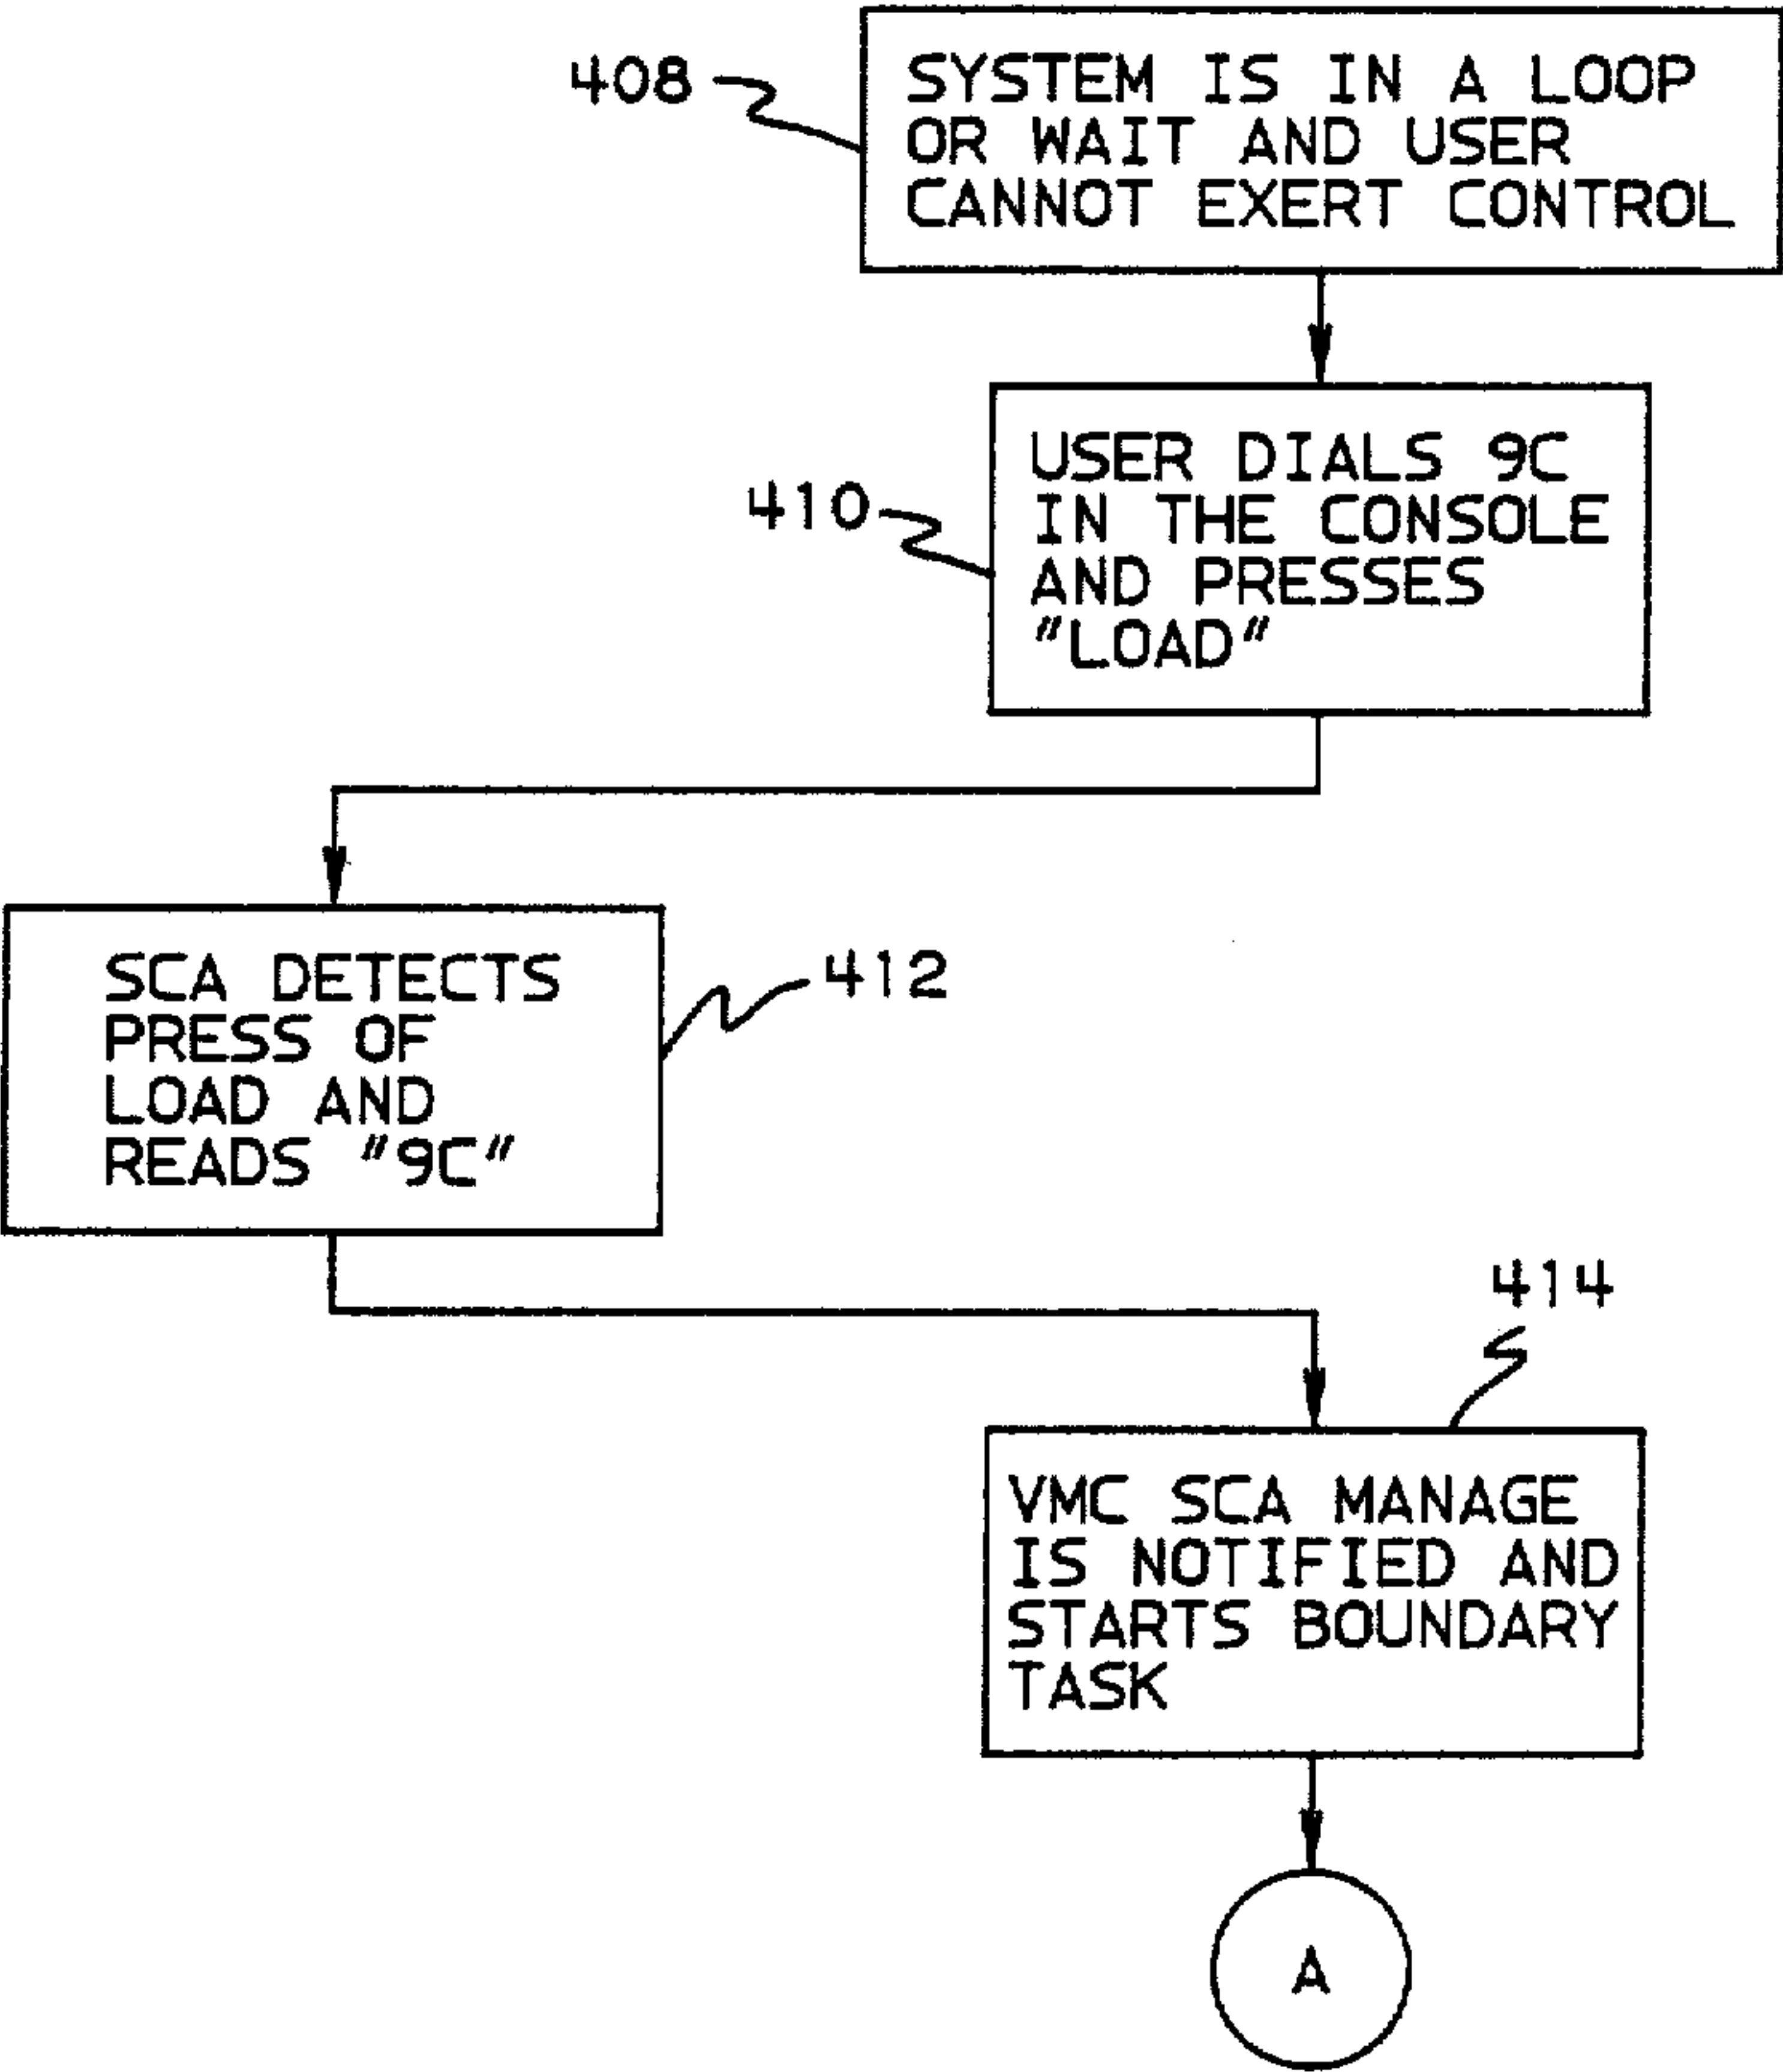 408
SYSTEM IS IN A LOOP
OR WAIT AND USER
CANNOT EXERT CONTROL
410
USER DIALS 9C
IN THE CONSOLE
AND PRESSES
"LOAD"
SCA DETECTS
PRESS OF
LOAD AND
READS "9C"
412
414
VMC SCA MANAGE
IS NOTIFIED AND
STARTS BOUNDARY
TASK
A